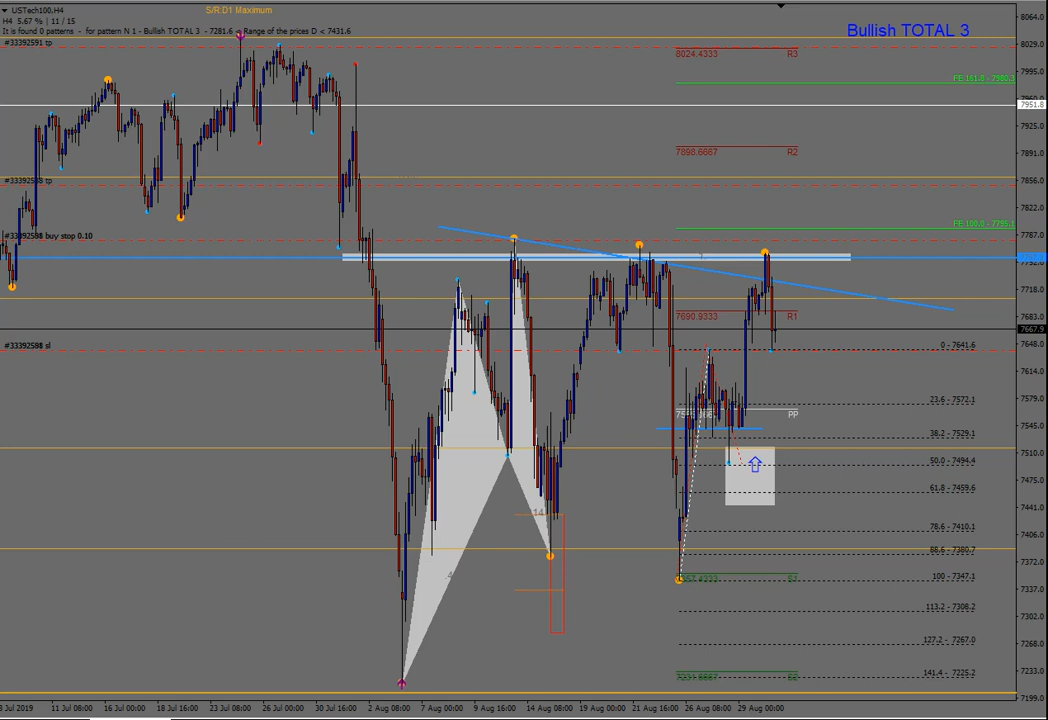 USTech100,H4
S/R:D1 Maximum
H4 5.67 % | 11 / 15
It is found 0 patterns - for pattern N 1 - Bullish TOTAL 3 - 7281.6 < Range of the prices D < 7431.6
Bullish TOTAL 3
#33392591 tp
8024.4333 R3
FE 161.8 - 7980.3
7898.6667 R2
tp
FE 100.0 - 7795.1
#33392588 buy stop 0.10
7690.9333 R1
#33392588 sl
0 - 7641.6
23.6 - 7572.1
PP
38.2 - 7529.1
50.0 - 7494.4
61.8 - 7459.6
78.6 - 7410.1
88.6 - 7380.7
S1
100 - 7347.1
113.2 - 7308.2
127.2 - 7267.0
S2
141.4 - 7225.2
8064.0
8029.0
7995.0
7951.8
7925.0
7891.0
7856.0
7822.0
7787.0
7718.0
7683.0
7667.9
7648.0
7614.0
7579.0
7545.0
7510.0
7475.0
7441.0
7406.0
7372.0
7337.0
7302.0
7268.0
7233.0
7199.0
Jul 2019 11 Jul 08:00 16 Jul 00:00 18 Jul 16:00 23 Jul 08:00 26 Jul 00:00 30 Jul 16:00 2 Aug 08:00 7 Aug 00:00 9 Aug 16:00 14 Aug 08:00 19 Aug 00:00 21 Aug 16:00 26 Aug 08:00 29 Aug 00:00